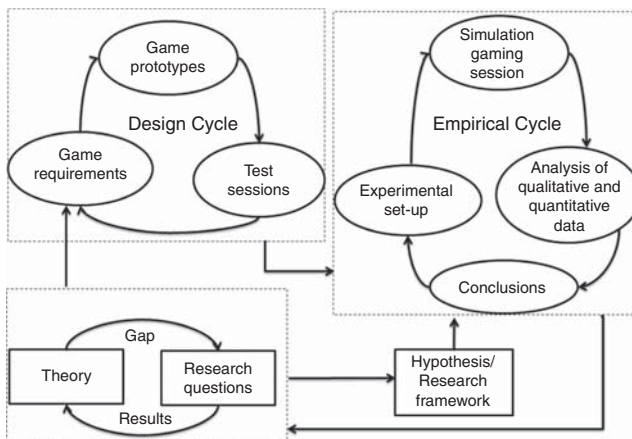 Game
prototypes
Design Cycle
Game
requirements
Test
sessions
Simulation
gaming
session
Empirical Cycle
Experimental
set-up
Analysis of
qualitative and
quantitative
data
Conclusions
Gap
Theory
Research
questions
Results
Hypothesis/
Research
framework